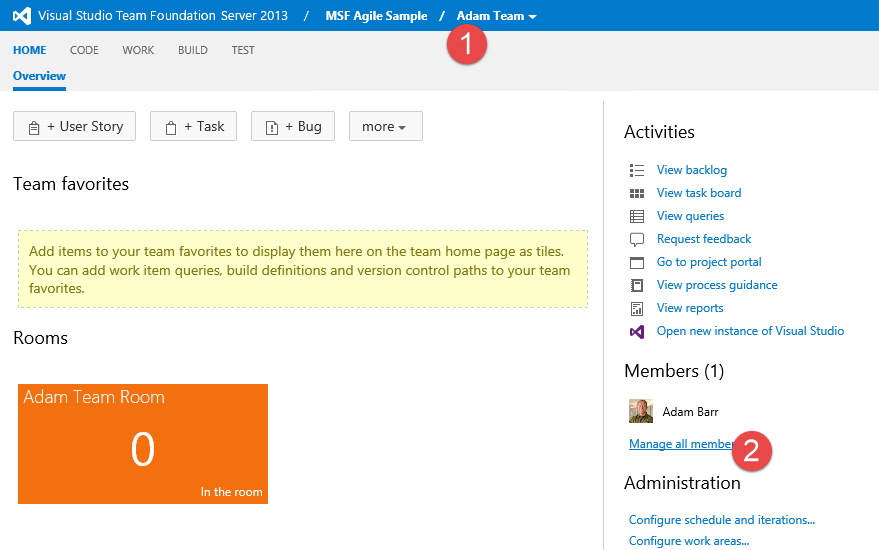 Visual Studio Team Foundation Server 2013 / MSF Agile Sample / Adam Team
1
HOME CODE WORK BUILD TEST
Overview
+ User Story + Task + Bug more
Team favorites
Add items to your team favorites to display them here on the team home page as tiles.
You can add work item queries, build definitions and version control paths to your team
favorites.
Rooms
Adam Team Room
0
In the room
Activities
View backlog
View task board
View queries
Request feedback
Go to project portal
View process guidance
View reports
Open new instance of Visual Studio
Members (1)
Adam Barr
Manage all member
2
Administration
Configure schedule and iterations...
Configure work areas...